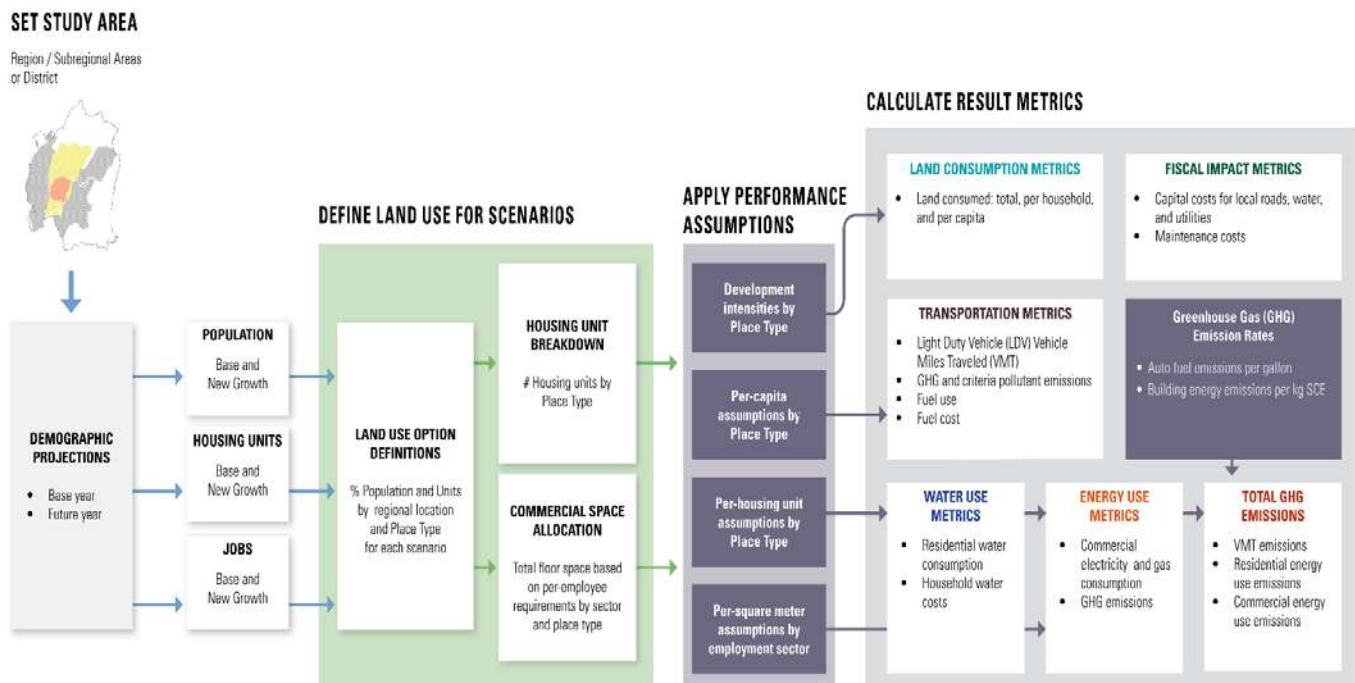 SET STUDY AREA
Region / Subregional Areas
or District
DEMOGRAPHIC
PROJECTIONS
• Base year
• Future year
POPULATION
Base and
New Growth
HOUSING UNITS
Base and
New Growth
JOBS
Base and
New Growth
DEFINE LAND USE FOR SCENARIOS
LAND USE OPTION
DEFINITIONS
% Population and Units
by regional location
and Place Type
for each scenario
HOUSING UNIT
BREAKDOWN
# Housing units by
Place Type
COMMERCIAL SPACE
ALLOCATION
Total floor space based
on per-employee
requirements by sector
and place type
APPLY PERFORMANCE
ASSUMPTIONS
Development
intensities by
Place Type
Per-capita
assumptions by
Place Type
Per-housing unit
assumptions by
Place Type
Per-square meter
assumptions by
employment sector
CALCULATE RESULT METRICS
LAND CONSUMPTION METRICS
• Land consumed: total, per household,
and per capita
FISCAL IMPACT METRICS
• Capital costs for local roads, water,
and utilities
• Maintenance costs
TRANSPORTATION METRICS
• Light Duty Vehicle (LDV) Vehicle
Miles Traveled (VMT)
• GHG and criteria pollutant emissions
• Fuel use
• Fuel cost
Greenhouse Gas (GHG)
Emission Rates
• Auto fuel emissions per gallon
• Building energy emissions per kg SCE
WATER USE
METRICS
• Residential water
consumption
• Household water
costs
ENERGY USE
METRICS
• Commercial
electricity and gas
consumption
• GHG emissions
TOTAL GHG
EMISSIONS
• VMT emissions
• Residential energy
use emissions
• Commercial energy
use emissions